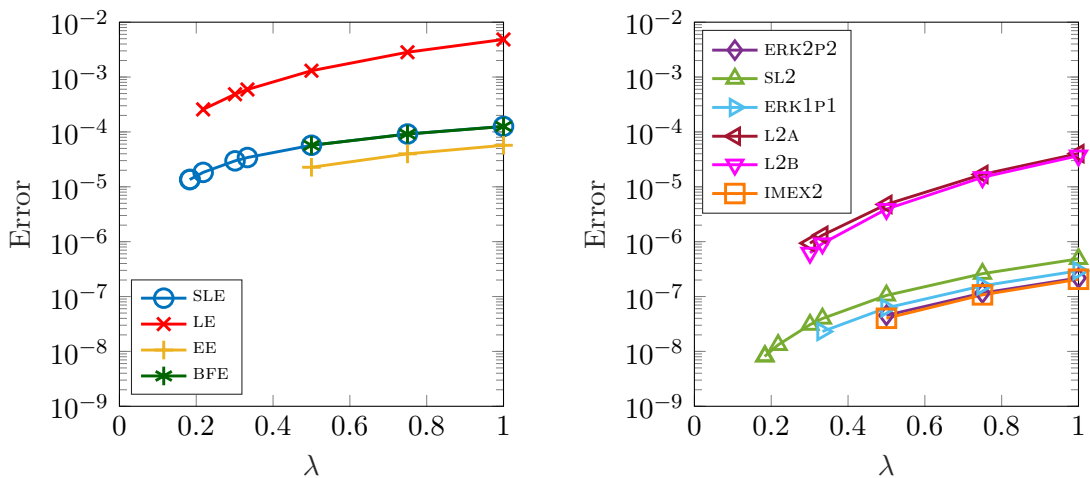 10^-2
10^-3
10^-4
10^-5
10^-6
10^-7
10^-8
10^-9
Error
0 0.2 0.4 0.6 0.8 1
λ
SLE
LE
EE
BFE
10^-2
10^-3
10^-4
10^-5
10^-6
10^-7
10^-8
10^-9
Error
0 0.2 0.4 0.6 0.8 1
λ
ERK2P2
SL2
ERK1P1
L2A
L2B
IMEX2